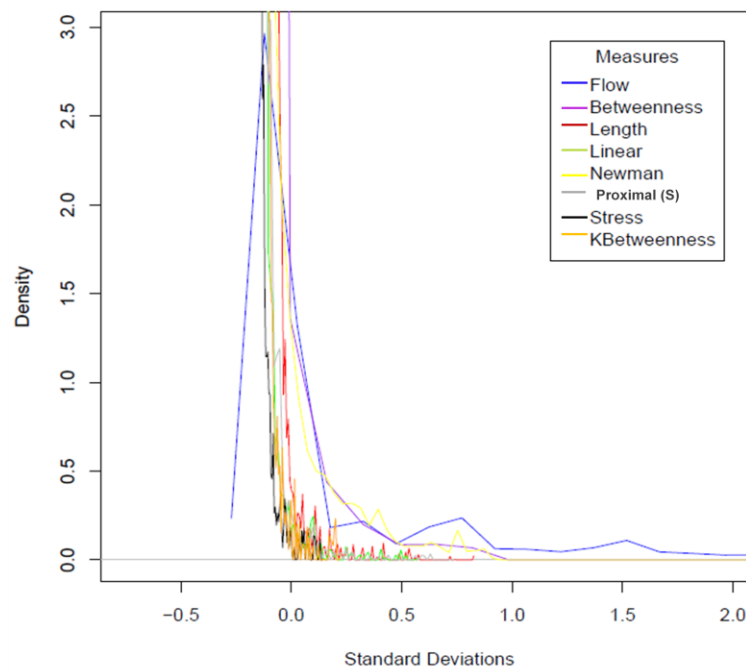 3.0
2.5
2.0
1.5
1.0
0.5
0.0
Density
Measures
Flow
Betweenness
Length
Linear
Newman
Proximal (S)
Stress
KBetweenness
−0.5 0.0 0.5 1.0 1.5 2.0
Standard Deviations